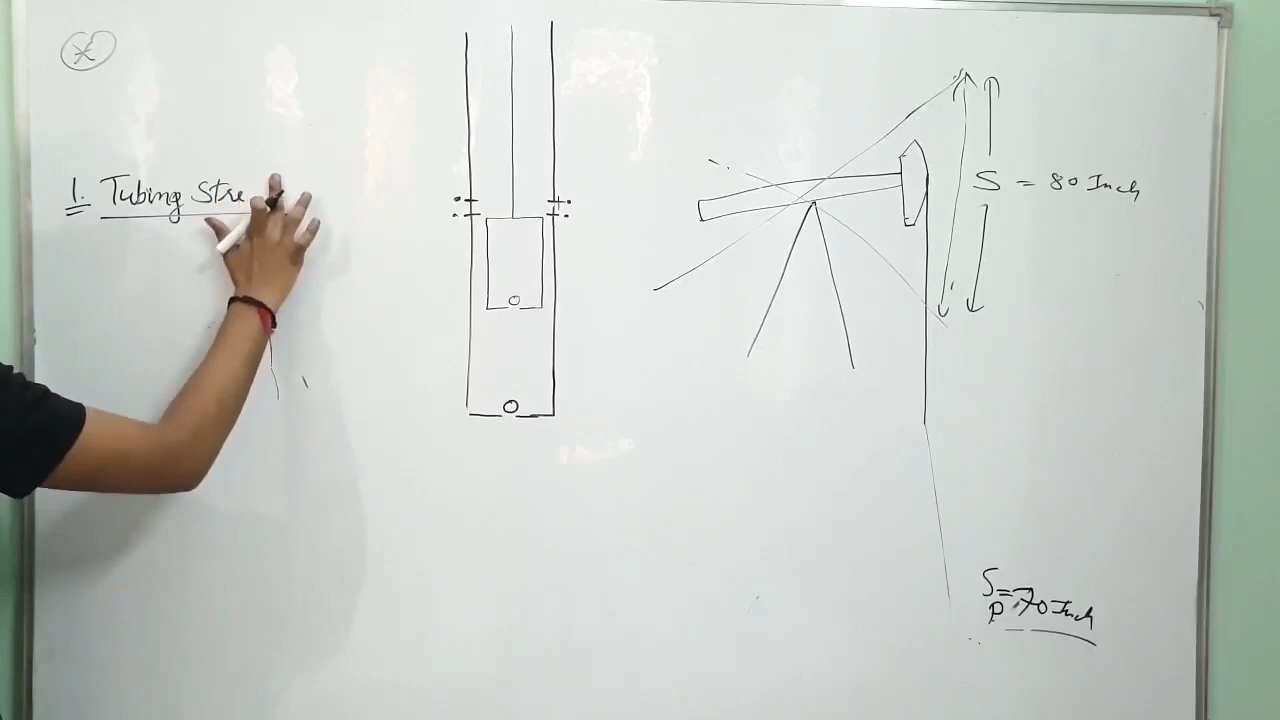 1. Tubing Stre
S = 80 Inch
Sp = 70 Inch